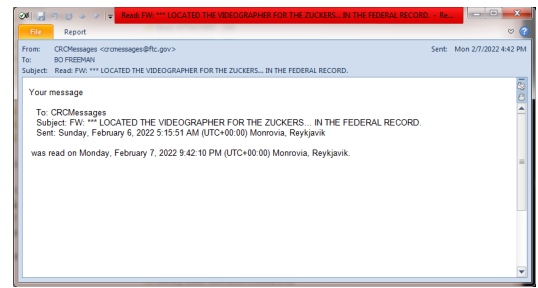 Read: FW: *** LOCATED THE VIDEOGRAPHER FOR THE ZUCKERS... IN THE FEDERAL RECORD. - Re...
File Report
From: CRCMessages <crcmessages@ftc.gov> Sent: Mon 2/7/2022 4:42 PM
To: BO FREEMAN
Subject: Read: FW: *** LOCATED THE VIDEOGRAPHER FOR THE ZUCKERS... IN THE FEDERAL RECORD.
Your message
To: CRCMessages
Subject: FW: *** LOCATED THE VIDEOGRAPHER FOR THE ZUCKERS... IN THE FEDERAL RECORD.
Sent: Sunday, February 6, 2022 5:15:51 AM (UTC+00:00) Monrovia, Reykjavik
was read on Monday, February 7, 2022 9:42:10 PM (UTC+00:00) Monrovia, Reykjavik.